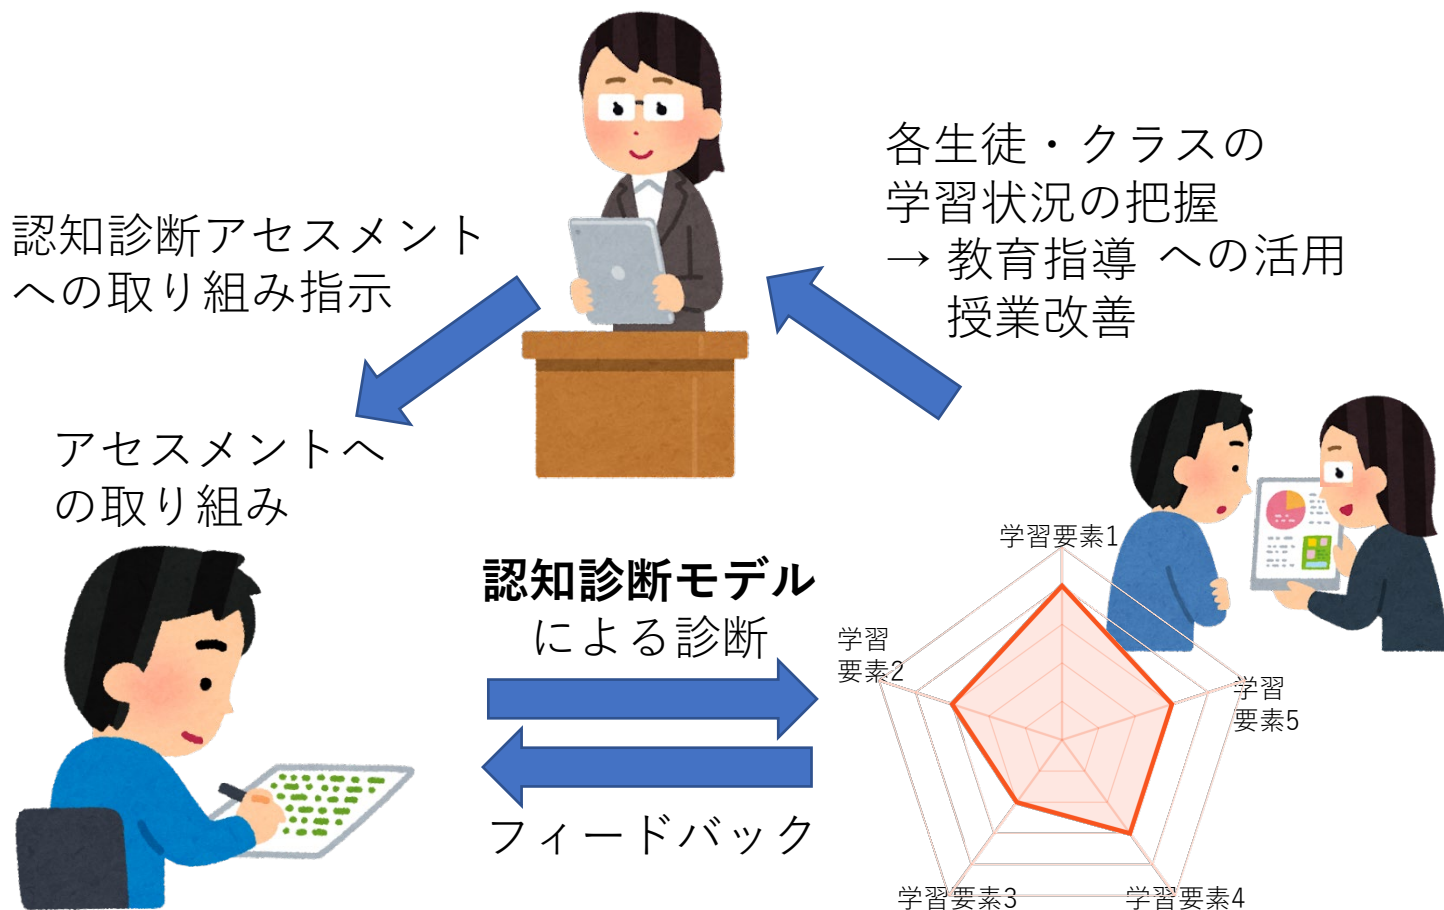 認知診断アセスメント
への取り組み指示
各生徒・クラスの
学習状況の把握
→ 教育指導 への活用
授業改善
アセスメントへ
の取り組み
認知診断モデル
による診断
フィードバック
学習要素1
学習
要素2
学習要素3
学習要素4
学習
要素5